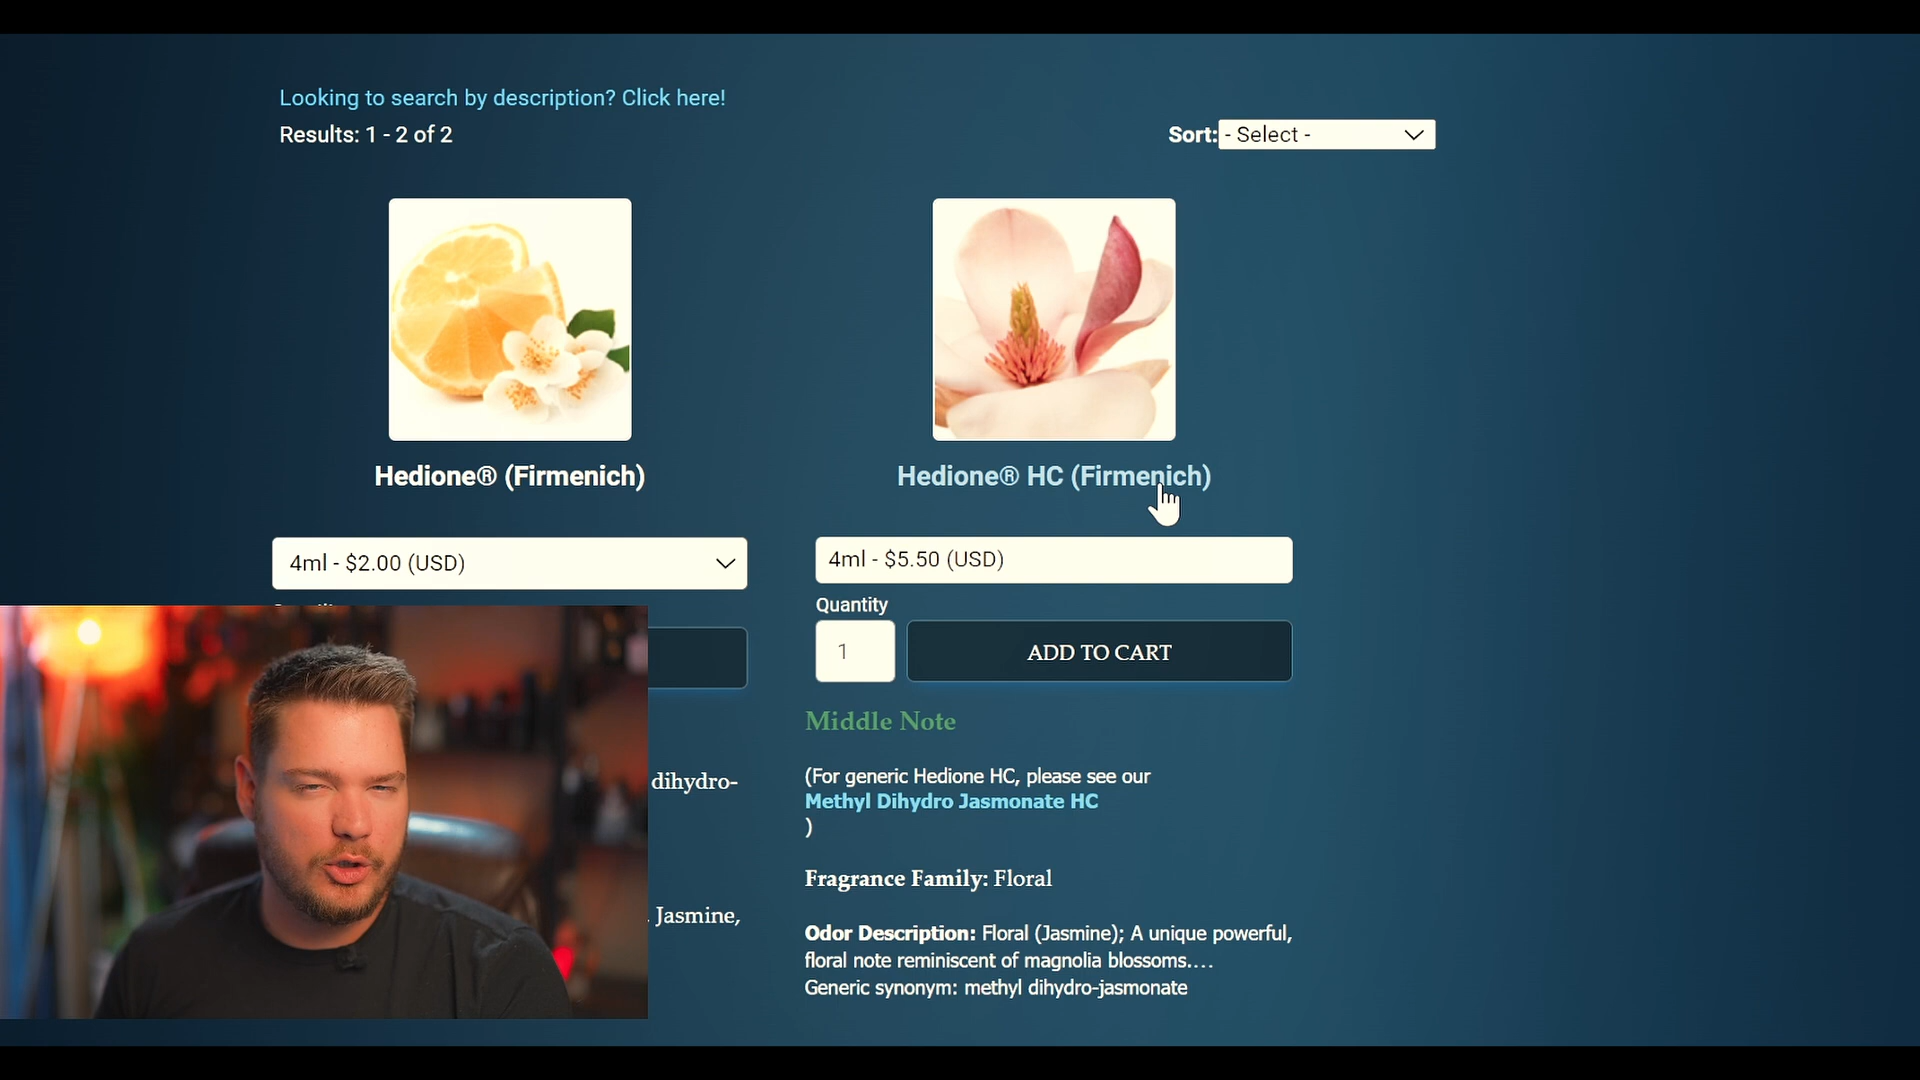 Looking to search by description? Click here!
Results: 1 - 2 of 2
Sort: - Select -
Hedione® (Firmenich)
4ml - $2.00 (USD)
dihydro-
Jasmine,
Hedione® HC (Firmenich)
4ml - $5.50 (USD)
Quantity
1
ADD TO CART
Middle Note
(For generic Hedione HC, please see our
Methyl Dihydro Jasmonate HC
)
Fragrance Family: Floral
Odor Description: Floral (Jasmine); A unique powerful,
floral note reminiscent of magnolia blossoms....
Generic synonym: methyl dihydro-jasmonate